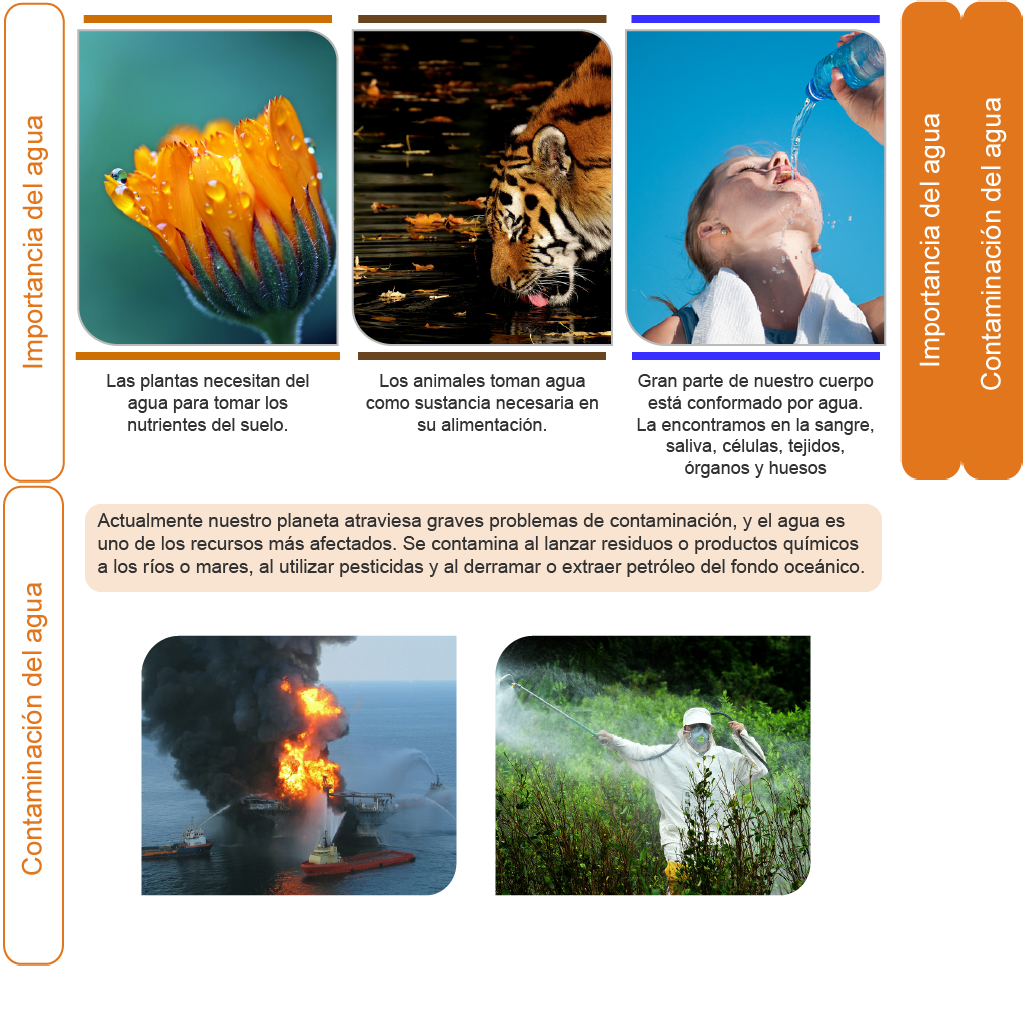 Importancia del agua
Las plantas necesitan del
agua para tomar los
nutrientes del suelo.
Los animales toman agua
como sustancia necesaria en
su alimentación.
Gran parte de nuestro cuerpo
está conformado por agua.
La encontramos en la sangre,
saliva, células, tejidos,
órganos y huesos
Importancia del agua
Contaminación del agua
Contaminación del agua
Actualmente nuestro planeta atraviesa graves problemas de contaminación, y el agua es
uno de los recursos más afectados. Se contamina al lanzar residuos o productos químicos
a los ríos o mares, al utilizar pesticidas y al derramar o extraer petróleo del fondo oceánico.